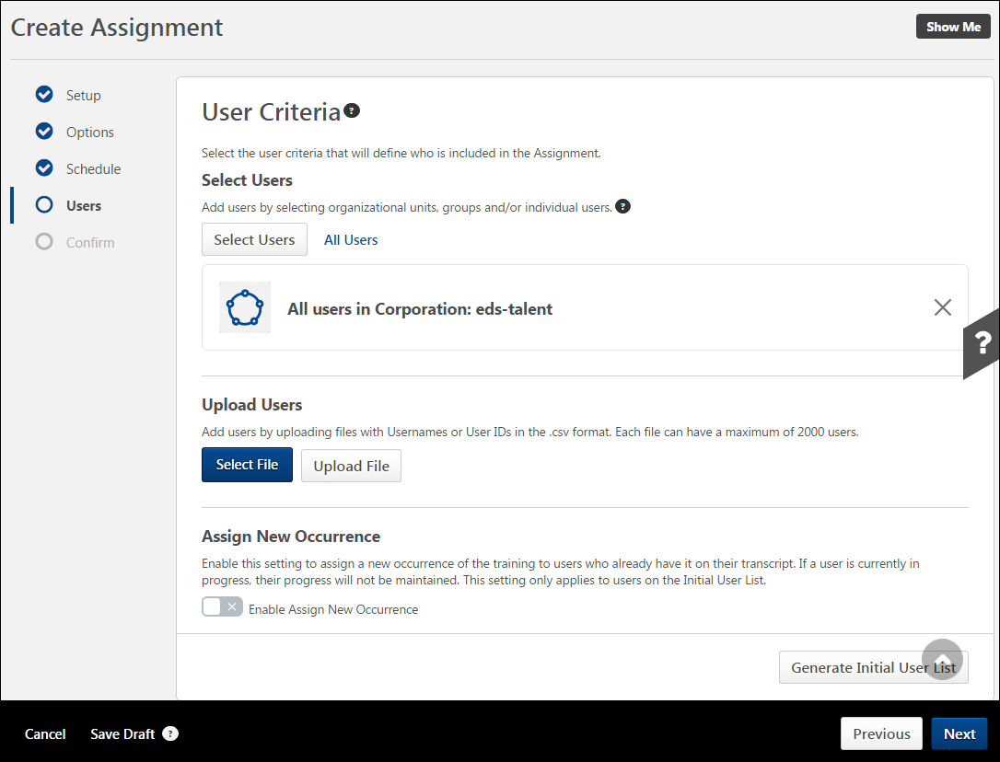 Create Assignment
Show Me
Setup
Options
Schedule
Users
Confirm
User Criteria ?
Select the user criteria that will define who is included in the Assignment.
Select Users
Add users by selecting organizational units, groups and/or individual users. ?
Select Users
All Users
All users in Corporation: eds-talent
?
Upload Users
Add users by uploading files with Usernames or User IDs in the .csv format. Each file can have a maximum of 2000 users.
Select File
Upload File
Assign New Occurrence
Enable this setting to assign a new occurrence of the training to users who already have it on their transcript. If a user is currently in
progress, their progress will not be maintained. This setting only applies to users on the Initial User List.
Enable Assign New Occurrence
Generate Initial User List
Cancel
Save Draft ?
Previous
Next